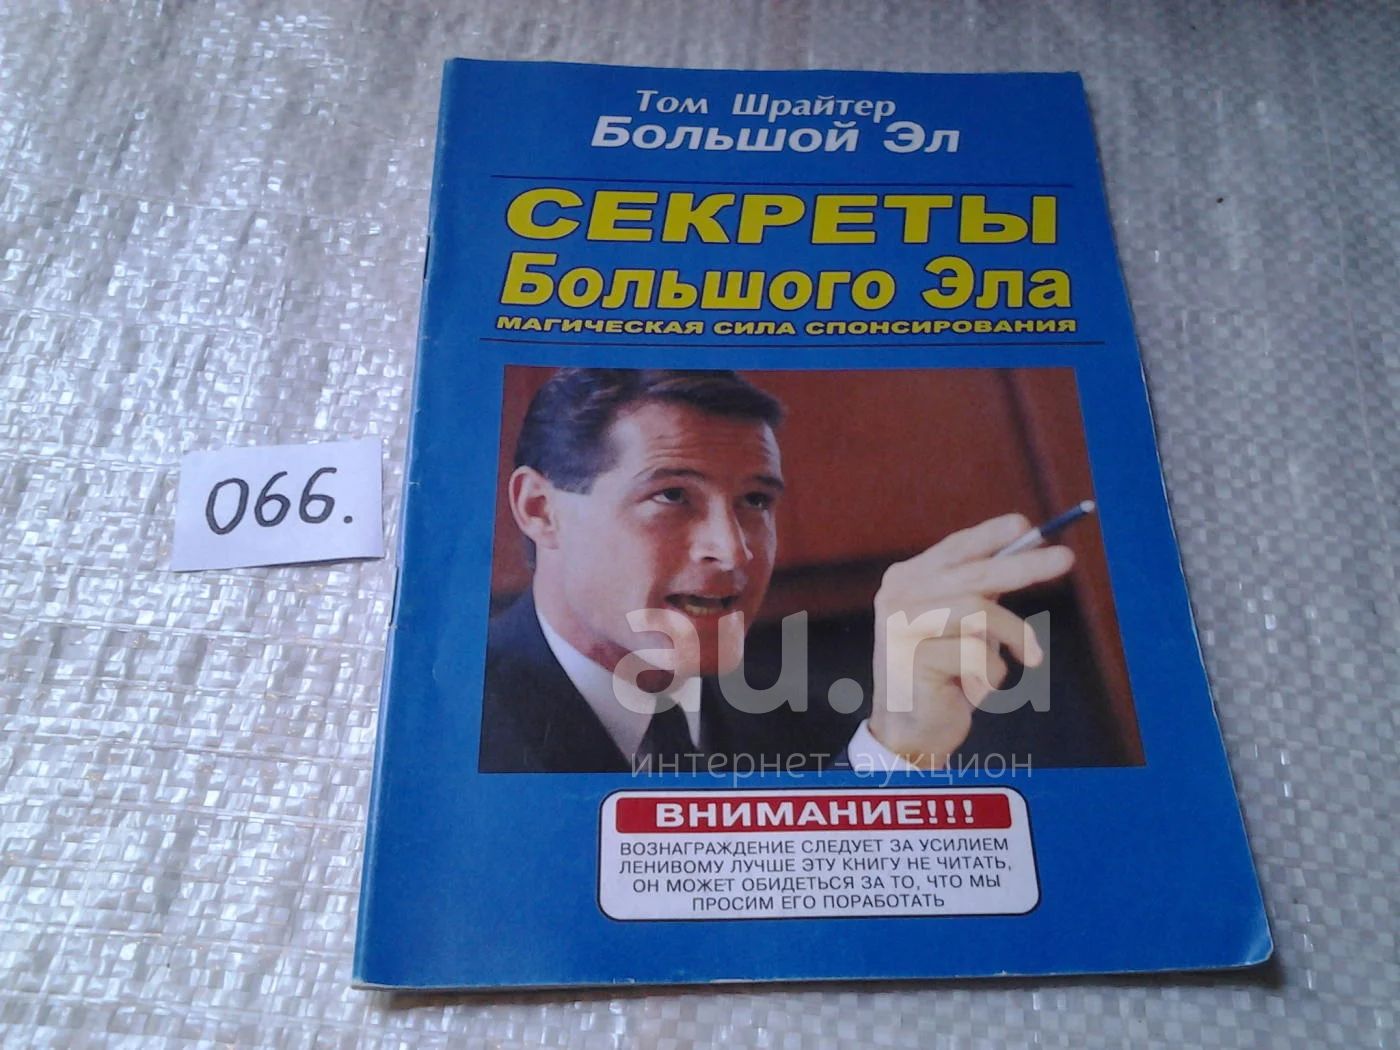 Том Шрайтер
Большой Эл
СЕКРЕТЫ
Большого Эла
МАГИЧЕСКАЯ СИЛА СПОНСИРОВАНИЯ
066.
au.ru
интернет-аукцион
ВНИМАНИЕ!!!
ВОЗНАГРАЖДЕНИЕ СЛЕДУЕТ ЗА УСИЛИЕМ
ЛЕНИВОМУ ЛУЧШЕ ЭТУ КНИГУ НЕ ЧИТАТЬ,
ОН МОЖЕТ ОБИДЕТЬСЯ ЗА ТО, ЧТО МЫ
ПРОСИМ ЕГО ПОРАБОТАТЬ